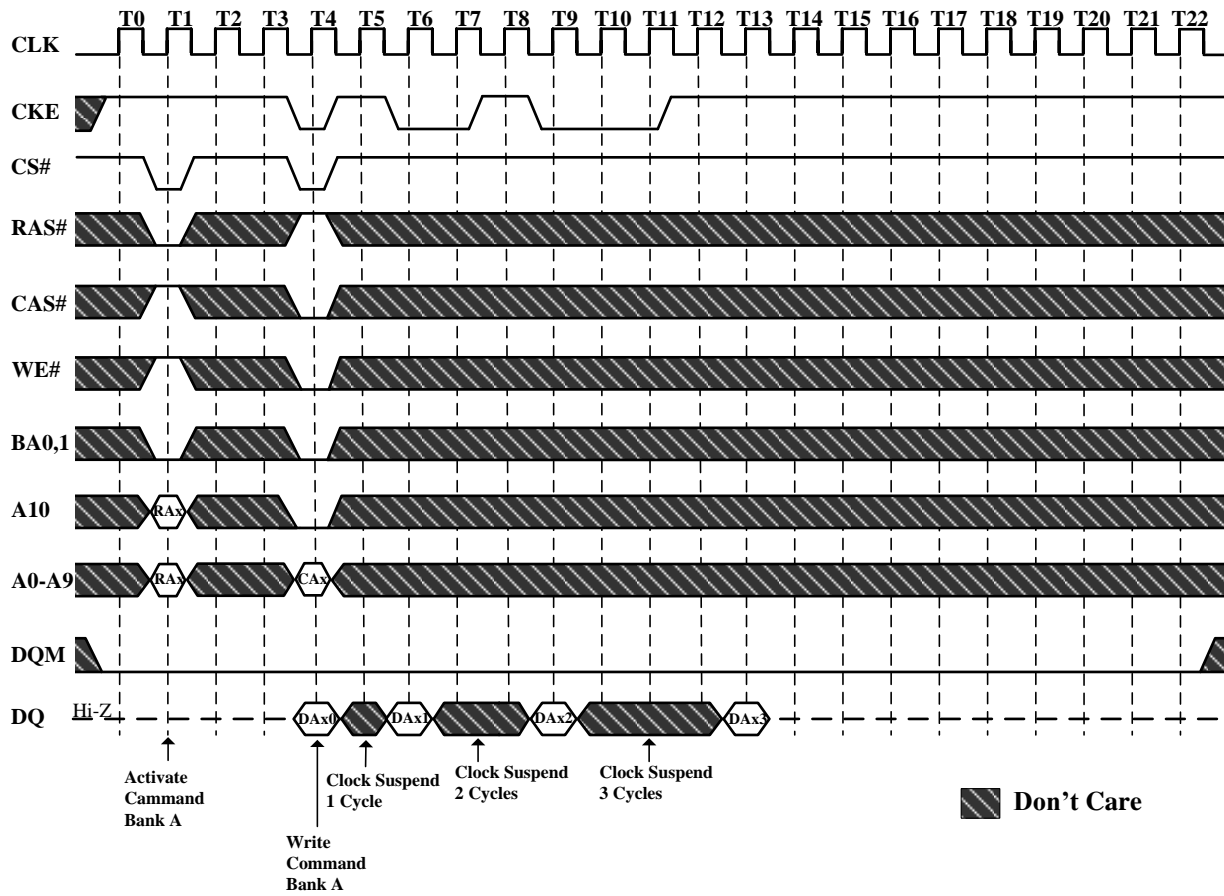 T0 T1 T2 T3 T4 T5 T6 T7 T8 T9 T10 T11 T12 T13 T14 T15 T16 T17 T18 T19 T20 T21 T22
CLK
CKE
CS#
RAS#
CAS#
WE#
BA0,1
A10 RAx
A0-A9 RAx CAx
DQM
DQ Hi-Z DAx0 DAx1 DAx2 DAx3
Activate
Cammand
Bank A
Write
Command
Bank A
Clock Suspend
1 Cycle
Clock Suspend
2 Cycles
Clock Suspend
3 Cycles
Don't Care